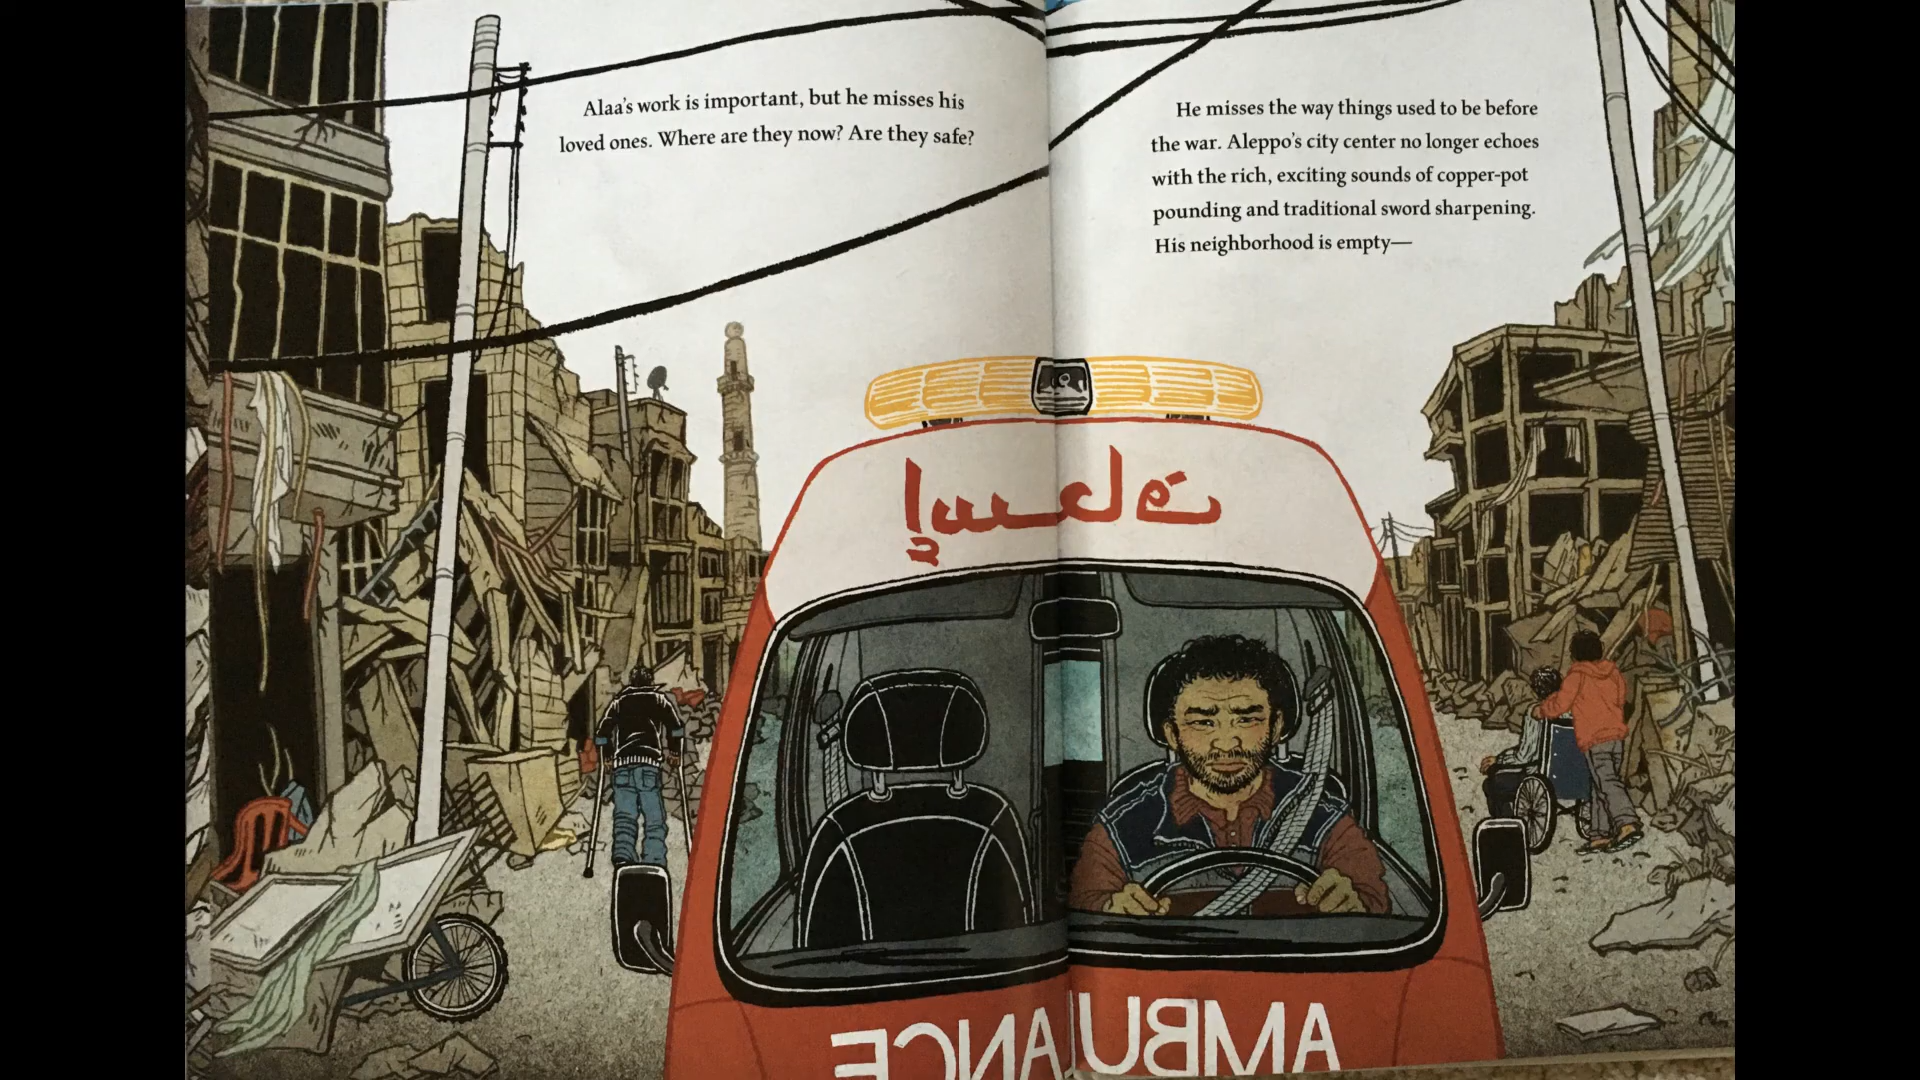 Alaa's work is important, but he misses his
loved ones. Where are they now? Are they safe?
He misses the way things used to be before
the war. Aleppo's city center no longer echoes
with the rich, exciting sounds of copper-pot
pounding and traditional sword sharpening.
His neighborhood is empty—
إسعاف
AMBULANCE